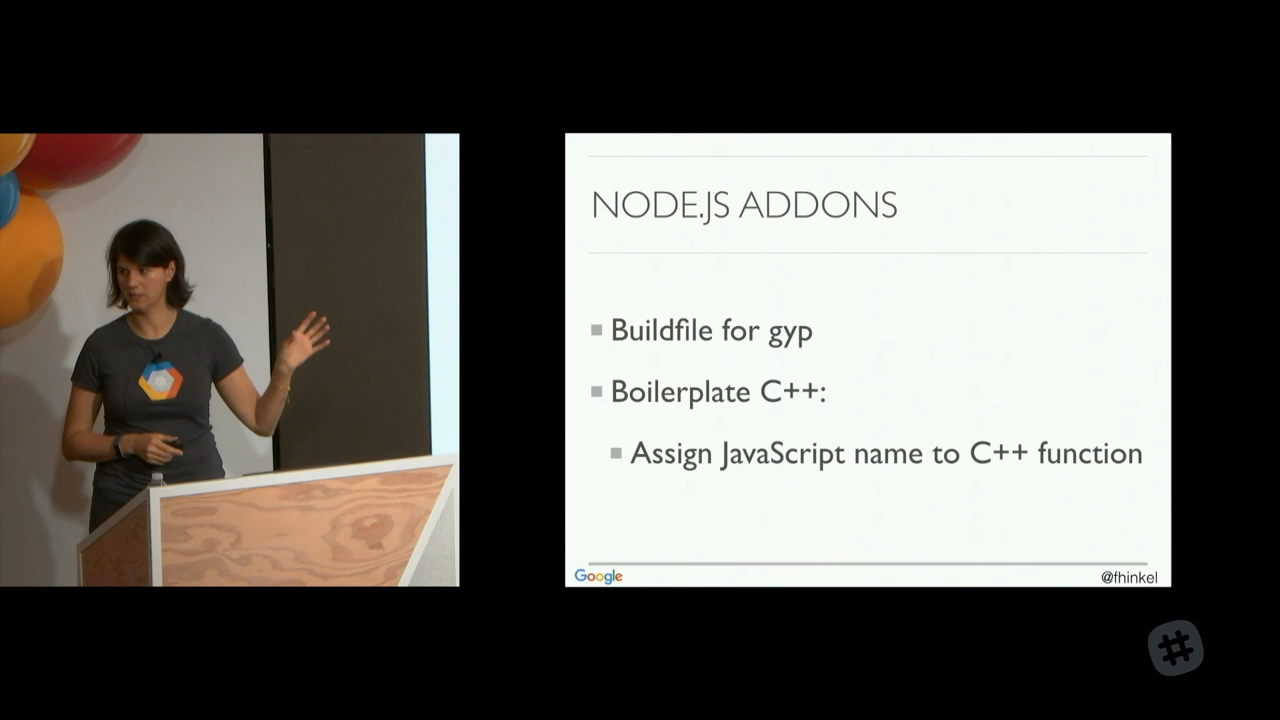 NODE.JS ADDONS
Buildfile for gyp
Boilerplate C++:
Assign JavaScript name to C++ function
Google
@fhinkel